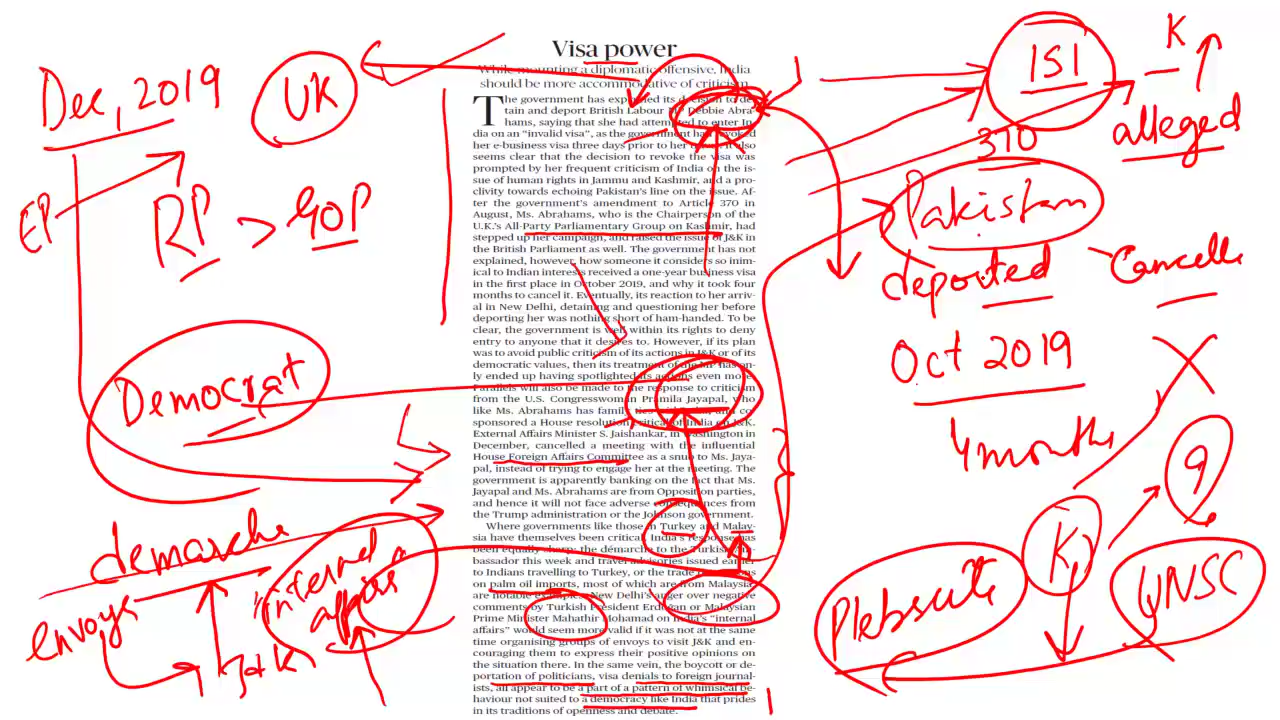 Visa power
While mounting a diplomatic offensive, India
should be more accommodative of criticism
The government has explained its decision to de-
tain and deport British Labour MP Debbie Abra-
hams, saying that she had attempted to enter In-
dia on an “invalid visa”, as the government had revoked
her e-business visa three days prior to her travel. It also
seems clear that the decision to revoke the visa was
prompted by her frequent criticism of India on the is-
sue of human rights in Jammu and Kashmir, and a pro-
clivity towards echoing Pakistan's line on the issue. Af-
ter the government's amendment to Article 370 in
August, Ms. Abrahams, who is the Chairperson of the
U.K.'s All-Party Parliamentary Group on Kashmir, had
stepped up her campaign, and raised the issue of J&K in
the British Parliament as well. The government has not
explained, however, how someone it considers so inim-
ical to Indian interests received a one-year business visa
in the first place in October 2019, and why it took four
months to cancel it. Eventually, its reaction to her arriv-
al in New Delhi, detaining and questioning her before
deporting her was nothing short of ham-handed. To be
clear, the government is well within its rights to deny
entry to anyone that it desires to. However, if its plan
was to avoid public criticism of its actions in J&K or of its
democratic values, then its treatment of the MP has on-
ly ended up having spotlighted its actions even more.
Parallels will also be made to the response to criticism
from the U.S. Congresswoman Pramila Jayapal, who
like Ms. Abrahams has family ties with India, and co-
sponsored a House resolution critical of India on J&K.
External Affairs Minister S. Jaishankar, in Washington in
December, cancelled a meeting with the influential
House Foreign Affairs Committee as a snub to Ms. Jaya-
pal, instead of trying to engage her at the meeting. The
government is apparently banking on the fact that Ms.
Jayapal and Ms. Abrahams are from Opposition parties,
and hence it will not face adverse consequences from
the Trump administration or the Johnson government.
Where governments like those in Turkey and Malay-
sia have themselves been critical, India's response has
been equally sharp: the démarche to the Turkish Am-
bassador this week and travel advisories issued earlier
to Indians travelling to Turkey, or the trade restrictions
on palm oil imports, most of which are from Malaysia,
are notable examples. New Delhi's anger over negative
comments by Turkish President Erdogan or Malaysian
Prime Minister Mahathir Mohamad on India's “internal
affairs” would seem more valid if it was not at the same
time organising groups of envoys to visit J&K and en-
couraging them to express their positive opinions on
the situation there. In the same vein, the boycott or de-
portation of politicians, visa denials to foreign journal-
ists, all appear to be a part of a pattern of whimsical be-
haviour not suited to a democracy like India that prides
in its traditions of openness and debate.
Dec, 2019
UK
EP
RP > GOP
Democrat
demarche
internal
affairs
envoys
J&K
ISI
K
alleged
370
Pakistan
deported
Cancelle
Oct 2019
4 months
9
K
Plebscite
UNSC